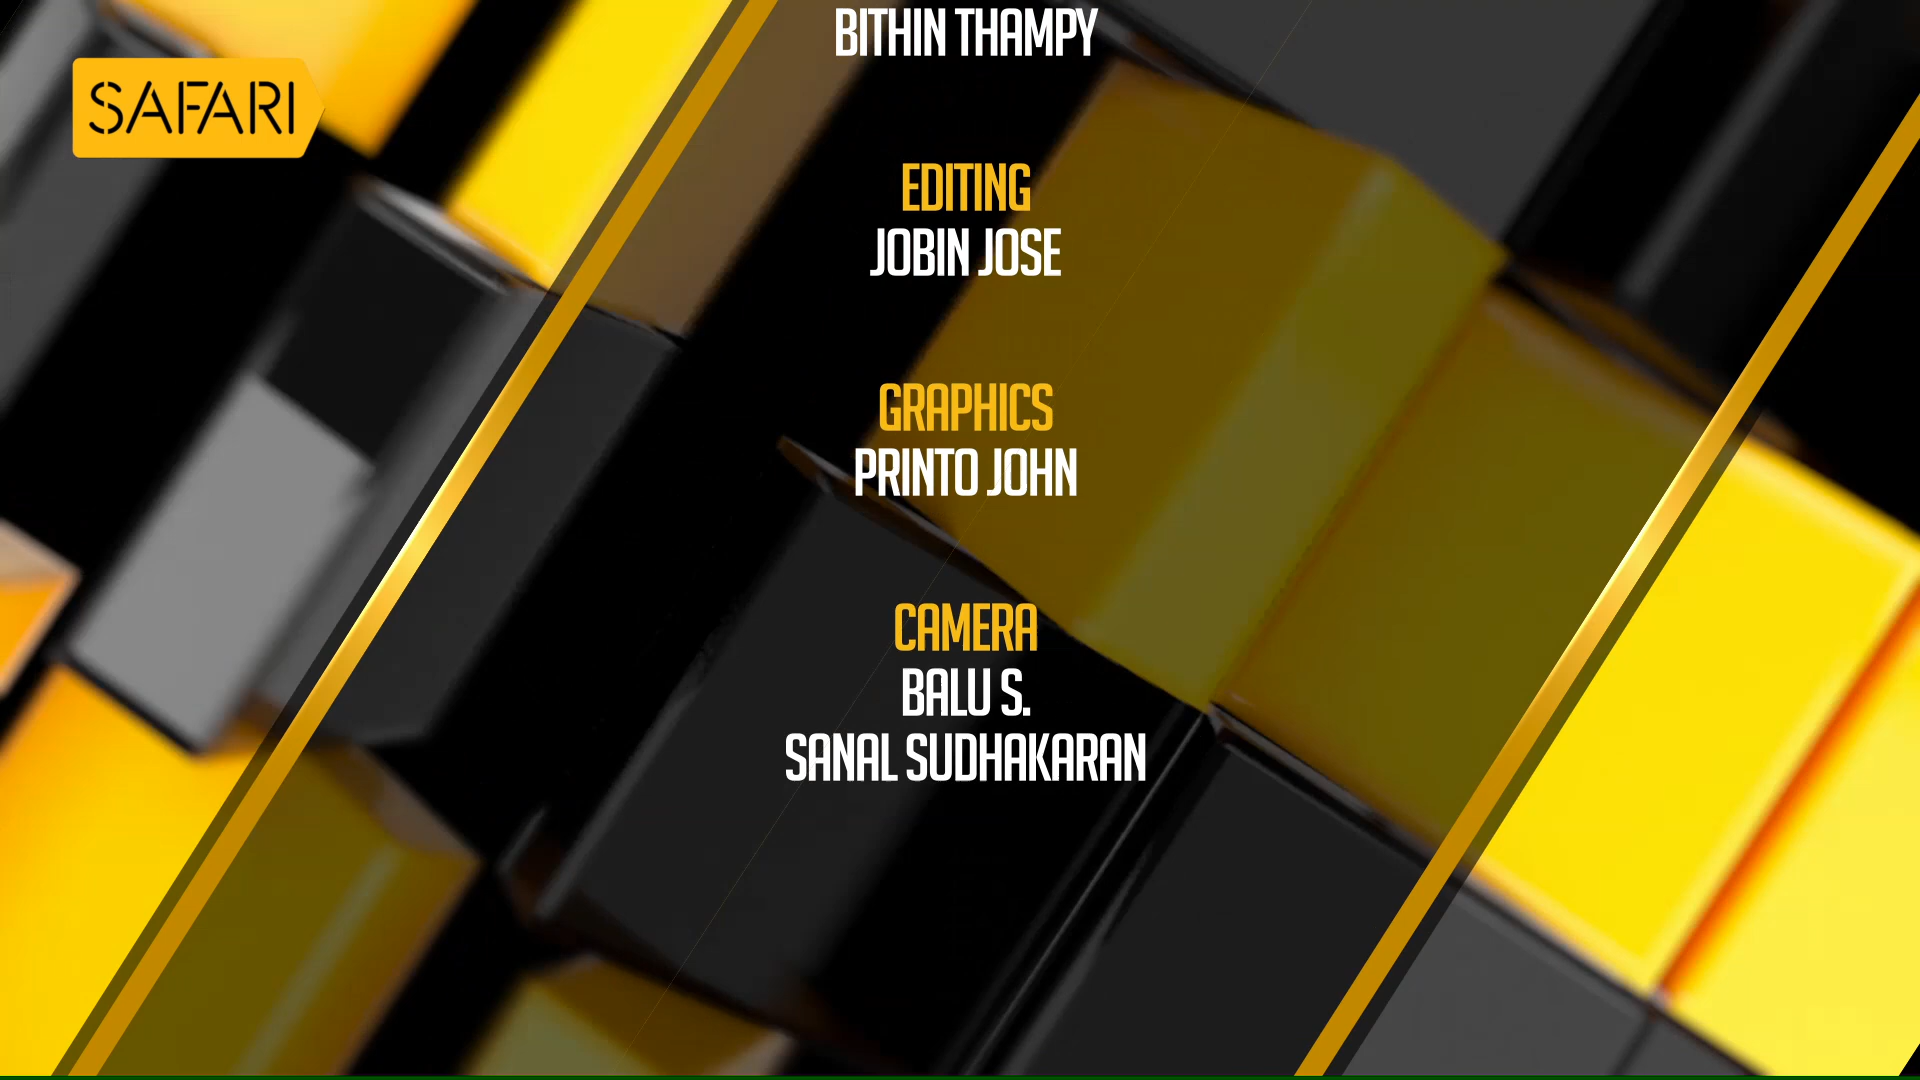 BITHIN THAMPY
SAFARI
EDITING
JOBIN JOSE
GRAPHICS
PRINTO JOHN
CAMERA
BALU S.
SANAL SUDHAKARAN